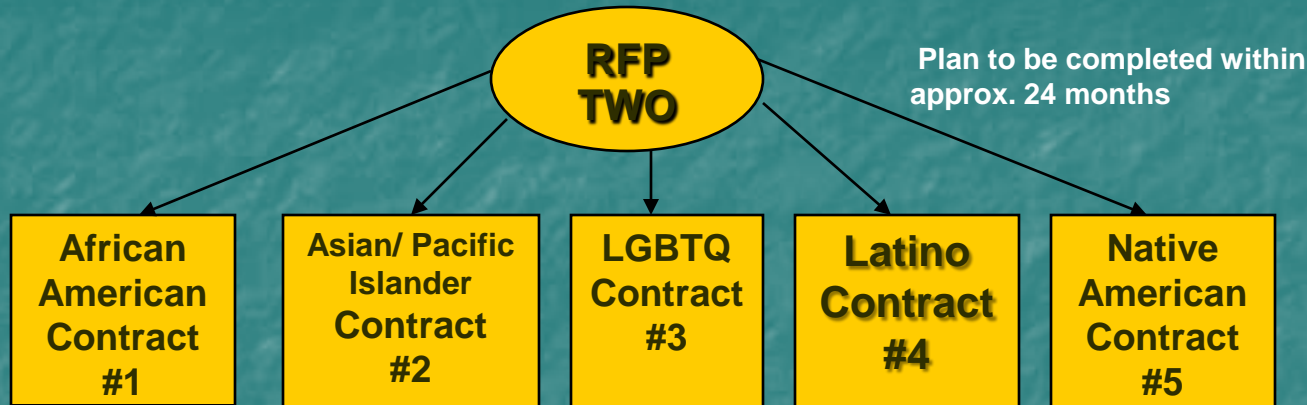 RFP
TWO
Plan to be completed within
approx. 24 months
African
American
Contract
#1
Asian/ Pacific
Islander
Contract
#2
LGBTQ
Contract
#3
Latino
Contract
#4
Native
American
Contract
#5